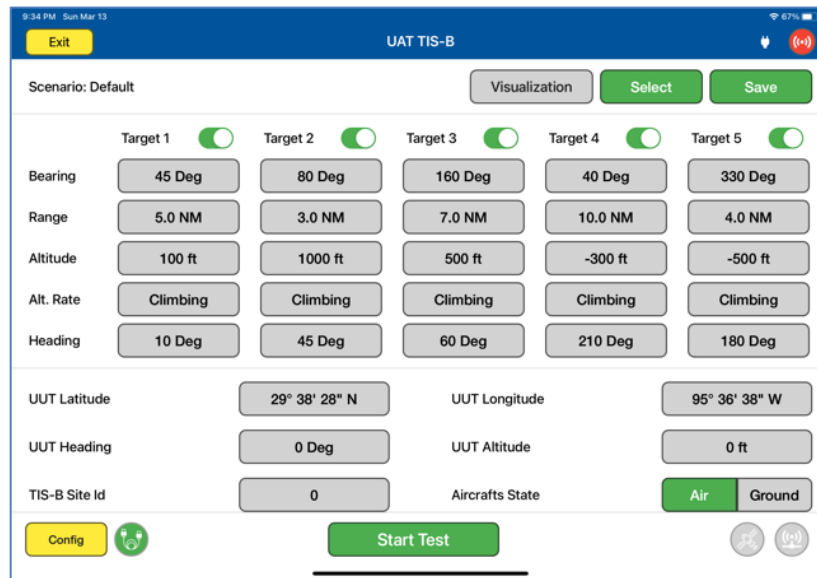 9:34 PM Sun Mar 13 67%
Exit UAT TIS-B
Scenario: Default Visualization Select Save
Target 1 Target 2 Target 3 Target 4 Target 5
Bearing 45 Deg 80 Deg 160 Deg 40 Deg 330 Deg
Range 5.0 NM 3.0 NM 7.0 NM 10.0 NM 4.0 NM
Altitude 100 ft 1000 ft 500 ft -300 ft -500 ft
Alt. Rate Climbing Climbing Climbing Climbing Climbing
Heading 10 Deg 45 Deg 60 Deg 210 Deg 180 Deg
UUT Latitude 29° 38' 28" N UUT Longitude 95° 36' 38" W
UUT Heading 0 Deg UUT Altitude 0 ft
TIS-B Site Id 0 Aircrafts State Air Ground
Config Start Test